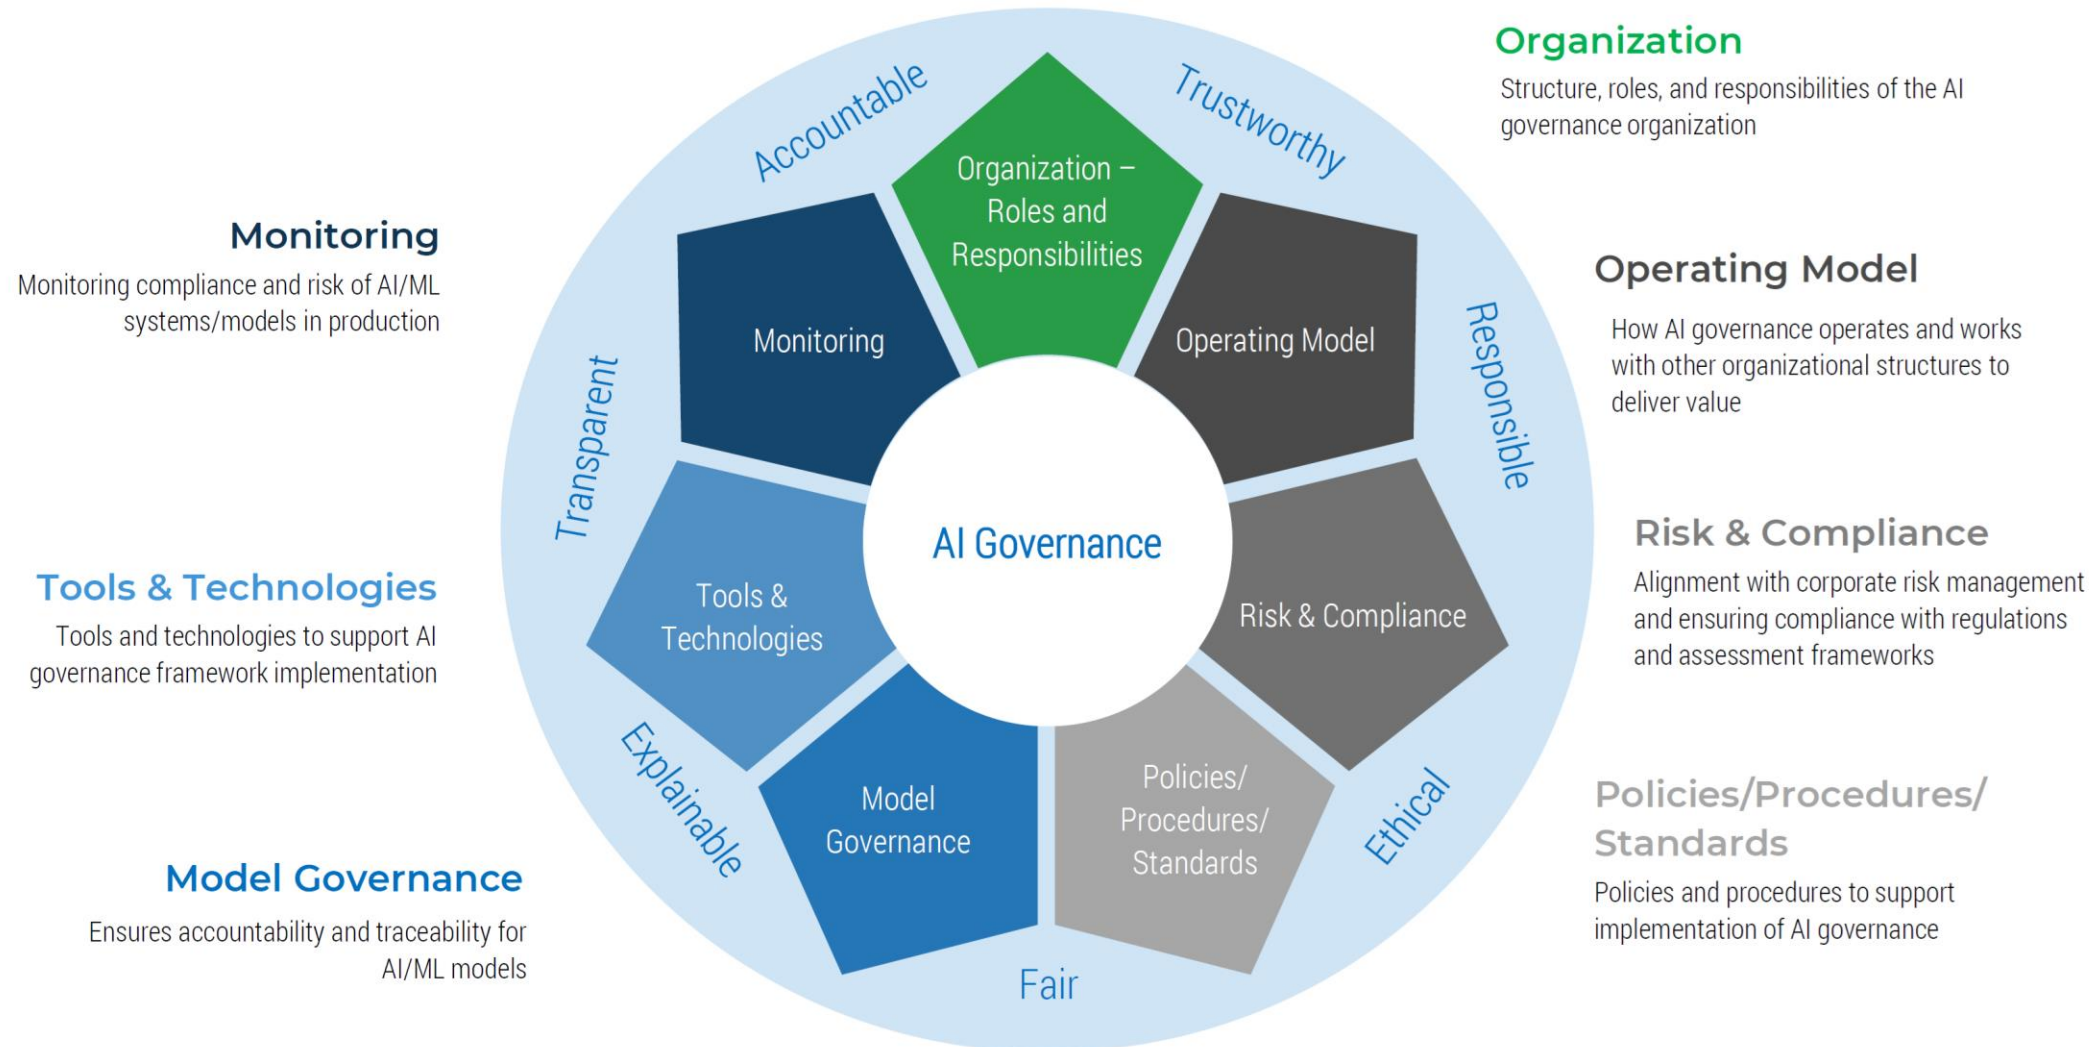 Organization
Structure, roles, and responsibilities of the AI
governance organization
Accountable
Trustworthy
Organization –
Roles and
Responsibilities
Monitoring
Monitoring compliance and risk of AI/ML
systems/models in production
Operating Model
How AI governance operates and works
with other organizational structures to
deliver value
Monitoring
Operating Model
Responsible
Transparent
AI Governance
Risk & Compliance
Alignment with corporate risk management
and ensuring compliance with regulations
and assessment frameworks
Tools & Technologies
Tools and technologies to support AI
governance framework implementation
Tools &
Technologies
Risk & Compliance
Explainable
Model
Governance
Policies/
Procedures/
Standards
Ethical
Policies/Procedures/
Standards
Policies and procedures to support
implementation of AI governance
Model Governance
Ensures accountability and traceability for
AI/ML models
Fair